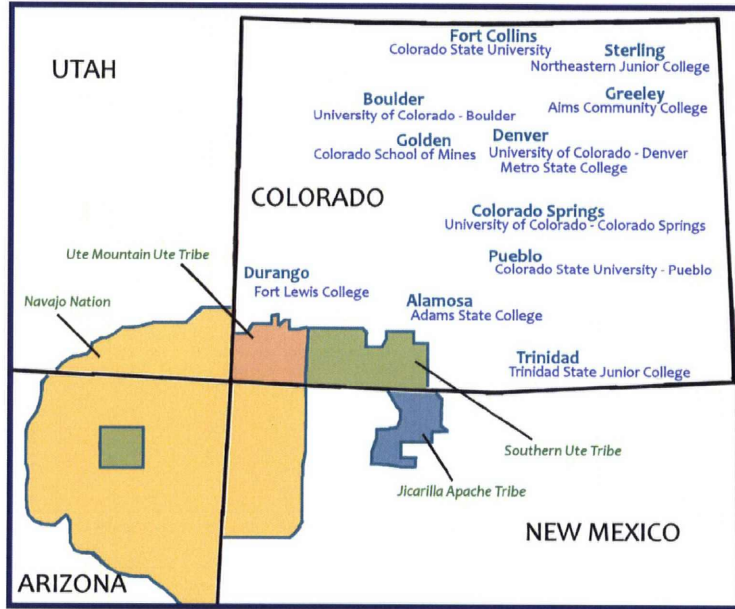 Fort Collins
Colorado State University
Sterling
Northeastern Junior College
UTAH
Boulder
University of Colorado - Boulder
Greeley
Aims Community College
Golden
Colorado School of Mines
Denver
University of Colorado - Denver
Metro State College
COLORADO
Colorado Springs
University of Colorado - Colorado Springs
Ute Mountain Ute Tribe
Pueblo
Colorado State University - Pueblo
Durango
Fort Lewis College
Navajo Nation
Alamosa
Adams State College
Trinidad
Trinidad State Junior College
Southern Ute Tribe
Jicarilla Apache Tribe
NEW MEXICO
ARIZONA